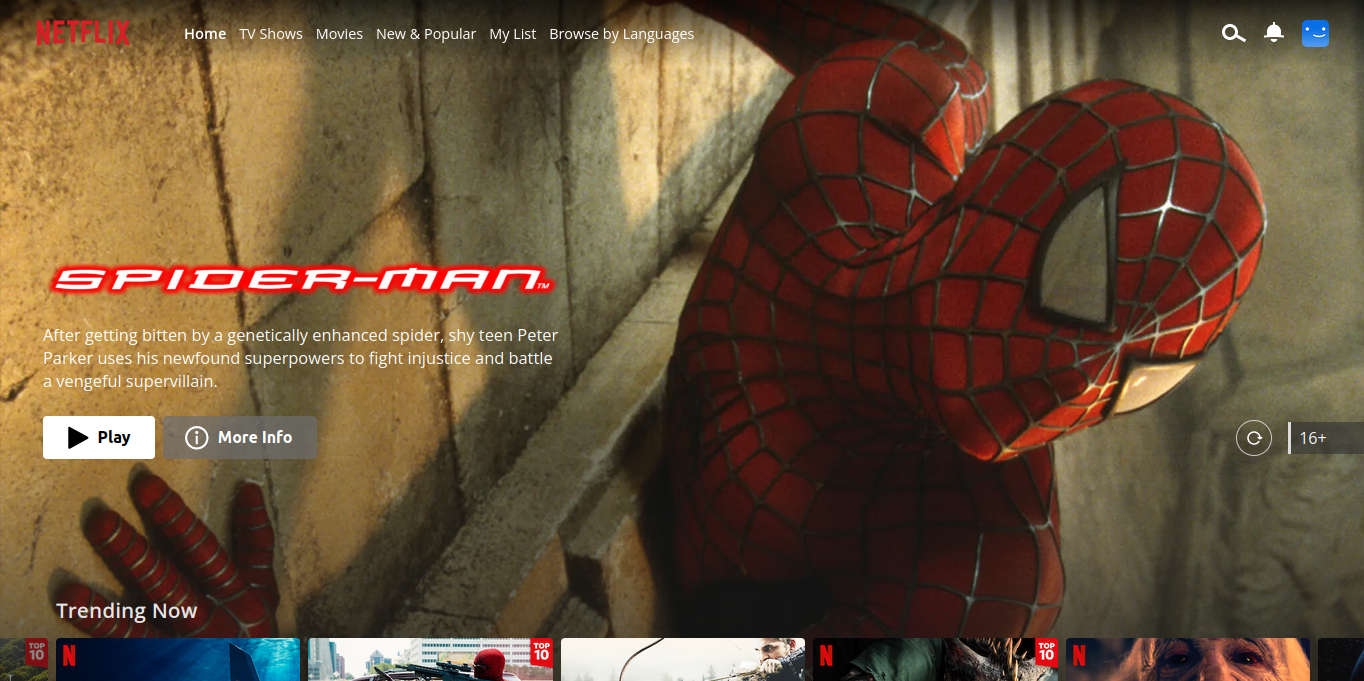 NETFLIX
Home TV Shows Movies New & Popular My List Browse by Languages
SPIDER-MAN™
After getting bitten by a genetically enhanced spider, shy teen Peter
Parker uses his newfound superpowers to fight injustice and battle
a vengeful supervillain.
Play More Info
16+
Trending Now
TOP
10
N
TOP
10
N
TOP
10
N